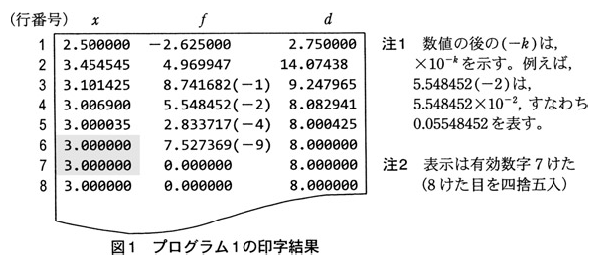 (行番号) x f d
1 2.500000 −2.625000 2.750000
2 3.454545 4.969947 14.07438
3 3.101425 8.741682(−1) 9.247965
4 3.006900 5.548452(−2) 8.082941
5 3.000035 2.833717(−4) 8.000425
6 3.000000 7.527369(−9) 8.000000
7 3.000000 0.000000 8.000000
8 3.000000 0.000000 8.000000
注1 数値の後の(−k)は,
×10⁻ᵏを示す。例えば,
5.548452(−2)は,
5.548452×10⁻², すなわち
0.05548452を表す。
注2 表示は有効数字7けた
(8けた目を四捨五入)
図1 プログラム1の印字結果